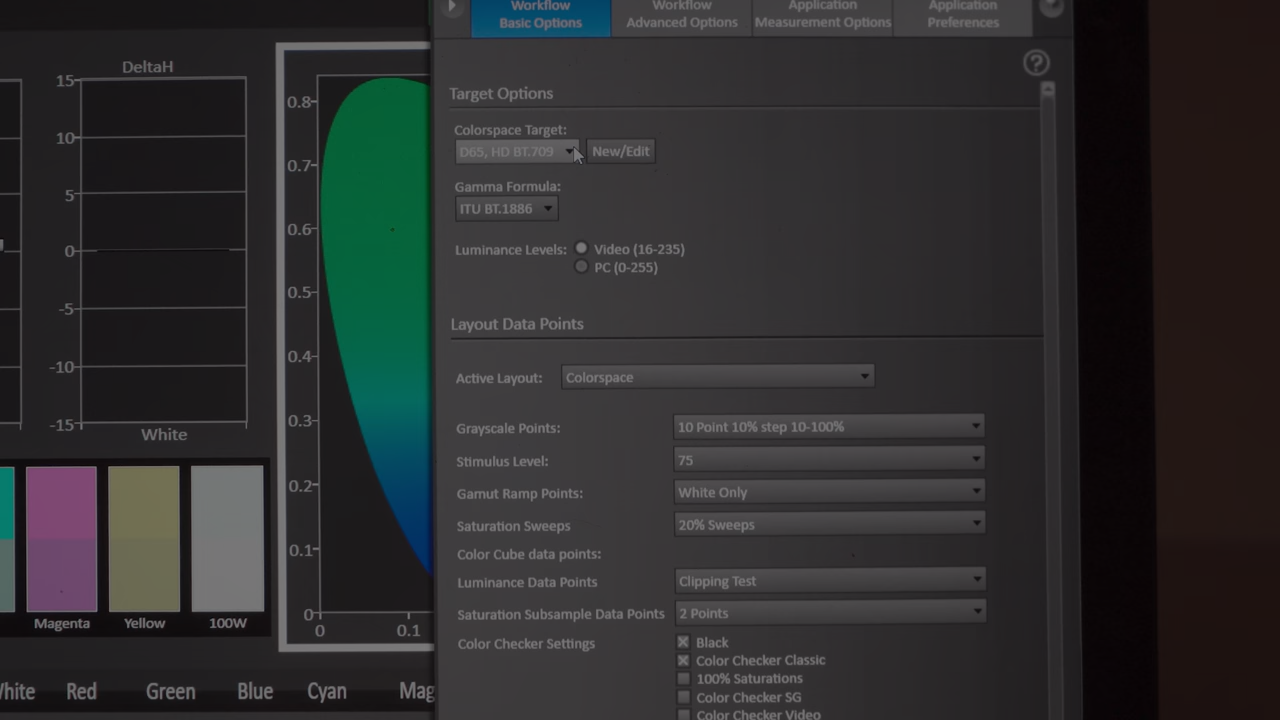 Workflow
Basic Options
Workflow
Advanced Options
Application
Measurement Options
Application
Preferences
DeltaH
15
10
5
0
-5
-10
-15
White
Magenta
Yellow
100W
Red
Green
Blue
Cyan
0.8
0.7
0.6
0.5
0.4
0.3
0.2
0.1
0
0
0.1
Target Options
Colorspace Target:
D65, HD BT.709
New/Edit
Gamma Formula:
ITU BT.1886
Luminance Levels:
Video (16-235)
PC (0-255)
Layout Data Points
Active Layout:
Colorspace
Grayscale Points:
10 Point 10% step 10-100%
Stimulus Level:
75
Gamut Ramp Points:
White Only
Saturation Sweeps
20% Sweeps
Color Cube data points:
Luminance Data Points
Clipping Test
Saturation Subsample Data Points
2 Points
Color Checker Settings
Black
Color Checker Classic
100% Saturations
Color Checker SG
Color Checker Video